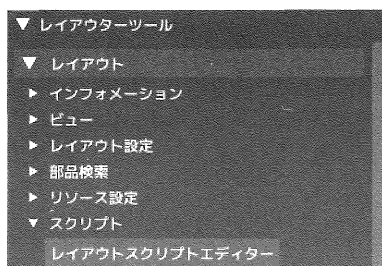 ▼ レイアウターツール
▼ レイアウト
▶ インフォメーション
▶ ビュー
▶ レイアウト設定
▶ 部品検索
▶ リソース設定
▼ スクリプト
レイアウトスクリプトエディター